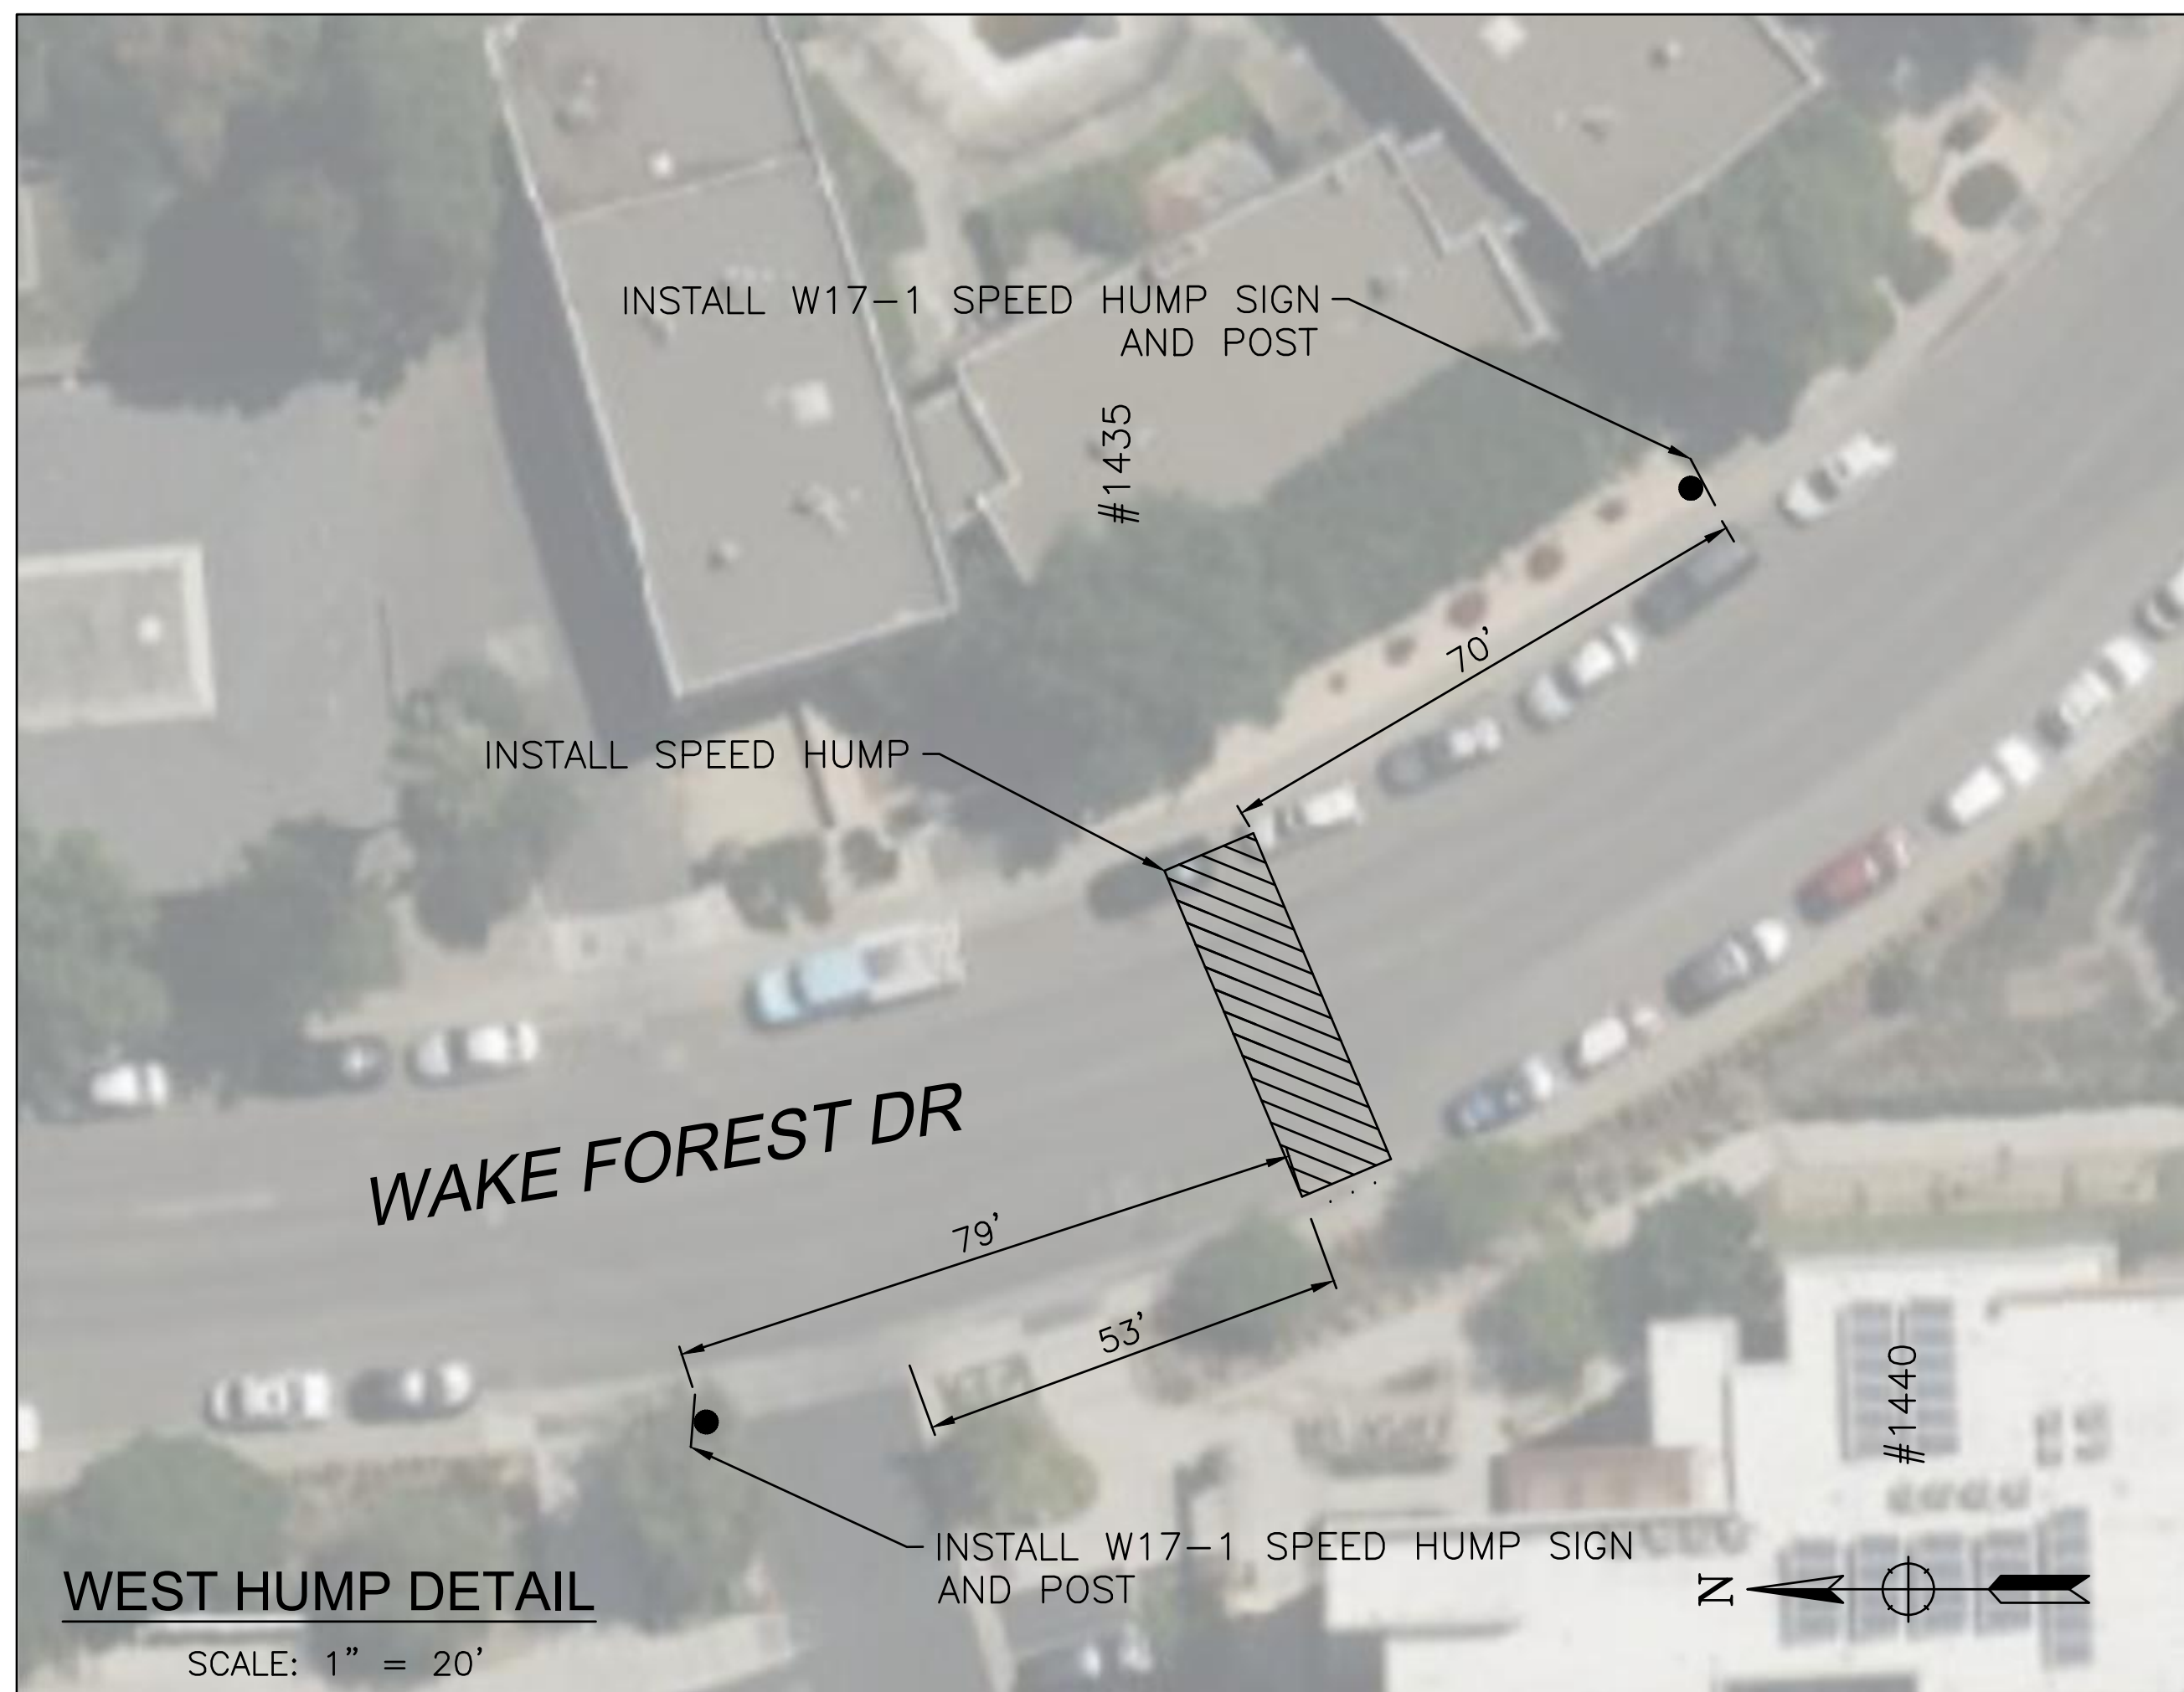 INSTALL W17-1 SPEED HUMP SIGN
AND POST
#1435
70'
INSTALL SPEED HUMP
WAKE FOREST DR
79'
53'
#1440
INSTALL W17-1 SPEED HUMP SIGN
AND POST
WEST HUMP DETAIL
SCALE: 1” = 20'
N